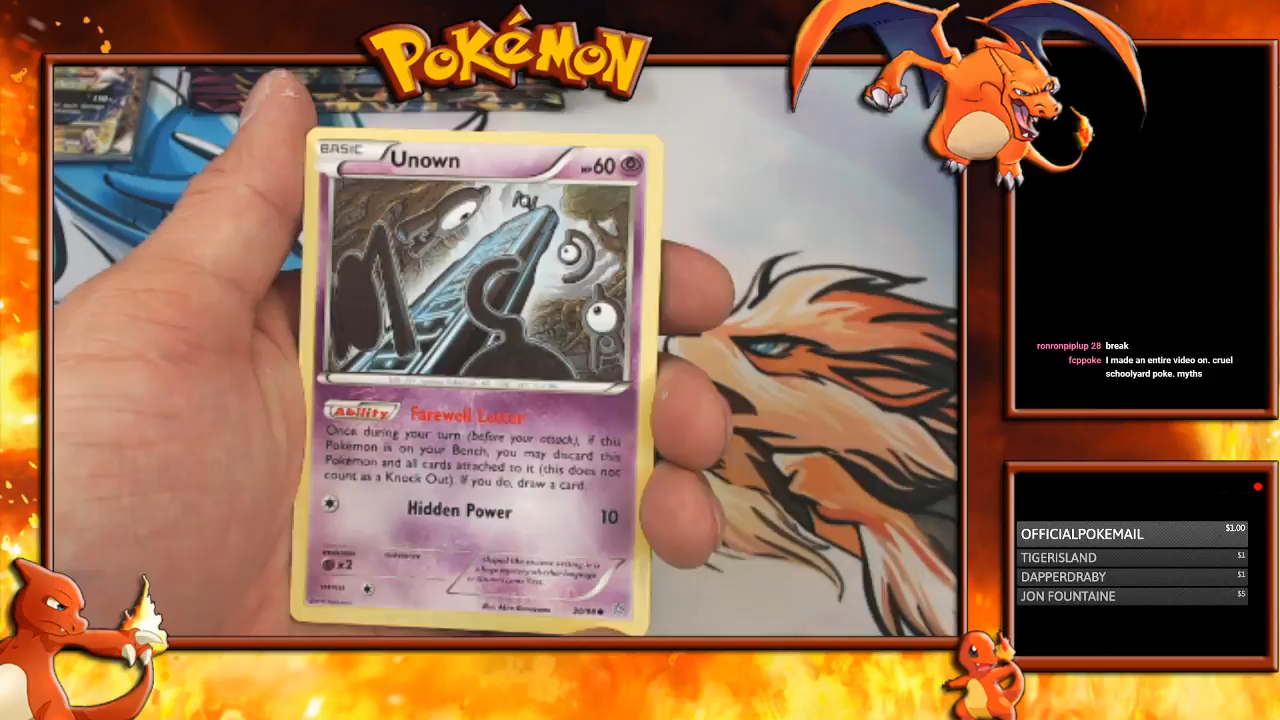 POKéMON
BASIC
Unown
HP60
Ability Farewell Letter
Once during your turn (before your attack), if this
Pokémon is on your Bench, you may discard this
Pokémon and all cards attached to it (this does not
count as a Knock Out). If you do, draw a card.
Hidden Power 10
x2
20/98
ronronpiplup 28 break
fcppoke I made an entire video on. cruel
schoolyard poke. myths
OFFICIALPOKEMAIL $1.00
TIGERISLAND $1
DAPPERDRABY $1
JON FOUNTAINE $5